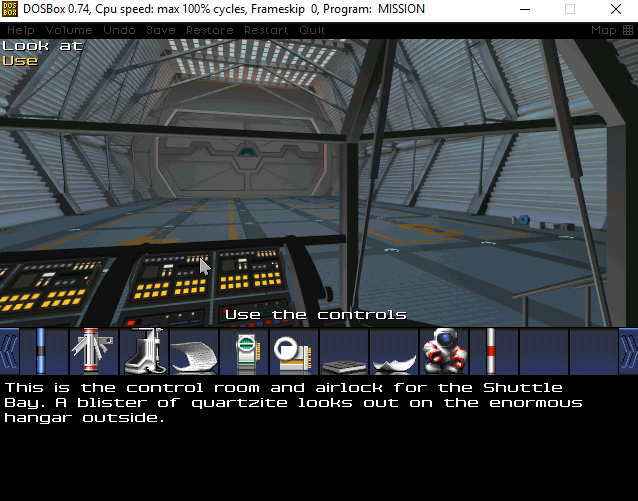 DOSBox 0.74, Cpu speed: max 100% cycles, Frameskip 0, Program: MISSION
Help Volume Undo Save Restore Restart Quit Map
Look at
Use
Use the controls
This is the control room and airlock for the Shuttle
Bay. A blister of quartzite looks out on the enormous
hangar outside.